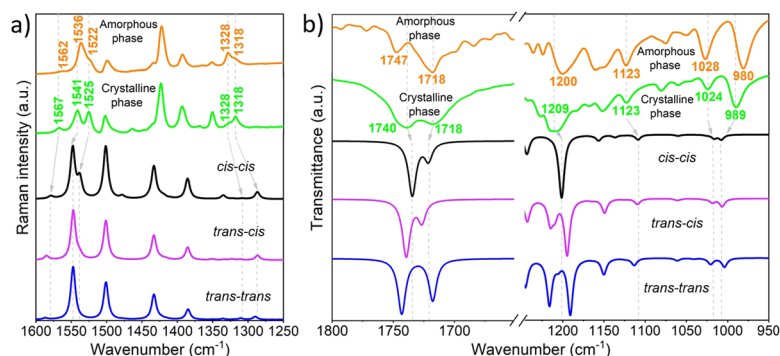 a)
1562
1536
1522
Amorphous
phase
1328
1318
1567
1541
1525
Crystalline
phase
1328
1318
cis-cis
trans-cis
trans-trans
Raman intensity (a.u.)
1600 1550 1500 1450 1400 1350 1300 1250
Wavenumber (cm-1)
b)
Amorphous
phase
1747
1718
1200
1123
Amorphous
phase
1028
980
Crystalline
phase
1740
1718
1209
1123
Crystalline
phase
1024
989
cis-cis
trans-cis
trans-trans
Transmittance (a.u.)
1800 1750 1700 1200 1150 1100 1050 1000 950
Wavenumber (cm-1)